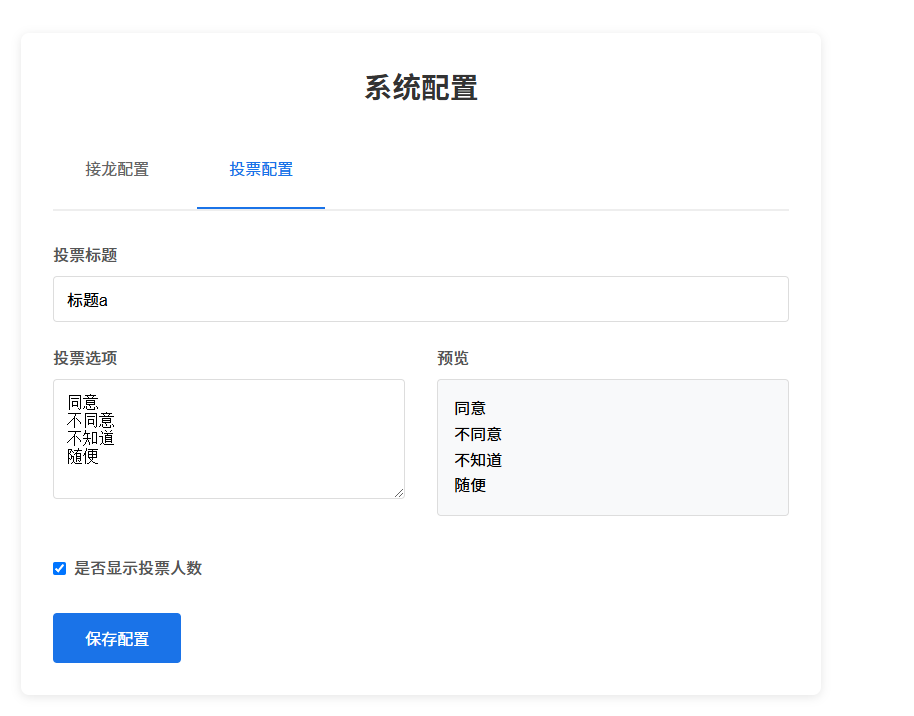 系统配置
接龙配置
投票配置
投票标题
标题a
投票选项
同意
不同意
不知道
随便
预览
同意
不同意
不知道
随便
是否显示投票人数
保存配置